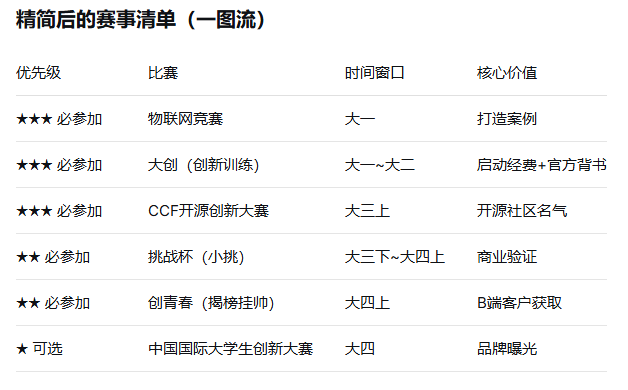 精简后的赛事清单（一图流）
优先级 比赛 时间窗口 核心价值
★★★ 必参加 物联网竞赛 大一 打造案例
★★★ 必参加 大创（创新训练） 大一~大二 启动经费+官方背书
★★★ 必参加 CCF开源创新大赛 大三上 开源社区名气
★★ 必参加 挑战杯（小挑） 大三下~大四上 商业验证
★★ 必参加 创青春（揭榜挂帅） 大四上 B端客户获取
★ 可选 中国国际大学生创新大赛 大四 品牌曝光